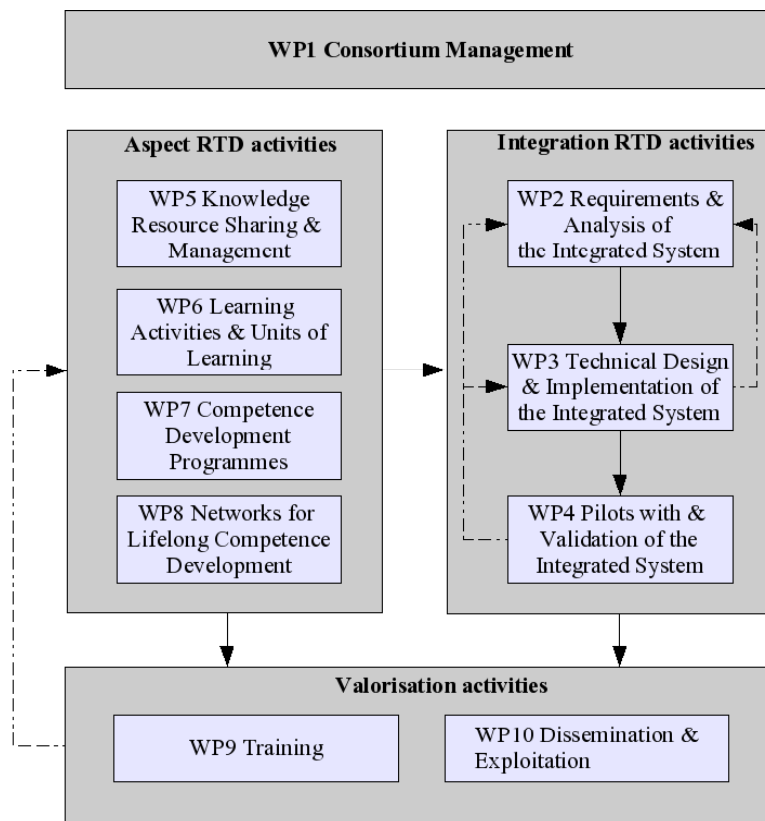 WP1 Consortium Management
Aspect RTD activities
WP5 Knowledge
Resource Sharing &
Management
WP6 Learning
Activities & Units of
Learning
WP7 Competence
Development
Programmes
WP8 Networks for
Lifelong Competence
Development
Integration RTD activities
WP2 Requirements &
Analysis of
the Integrated System
WP3 Technical Design
& Implementation of
the Integrated System
WP4 Pilots with &
Validation of the
Integrated System
Valorisation activities
WP9 Training
WP10 Dissemination &
Exploitation